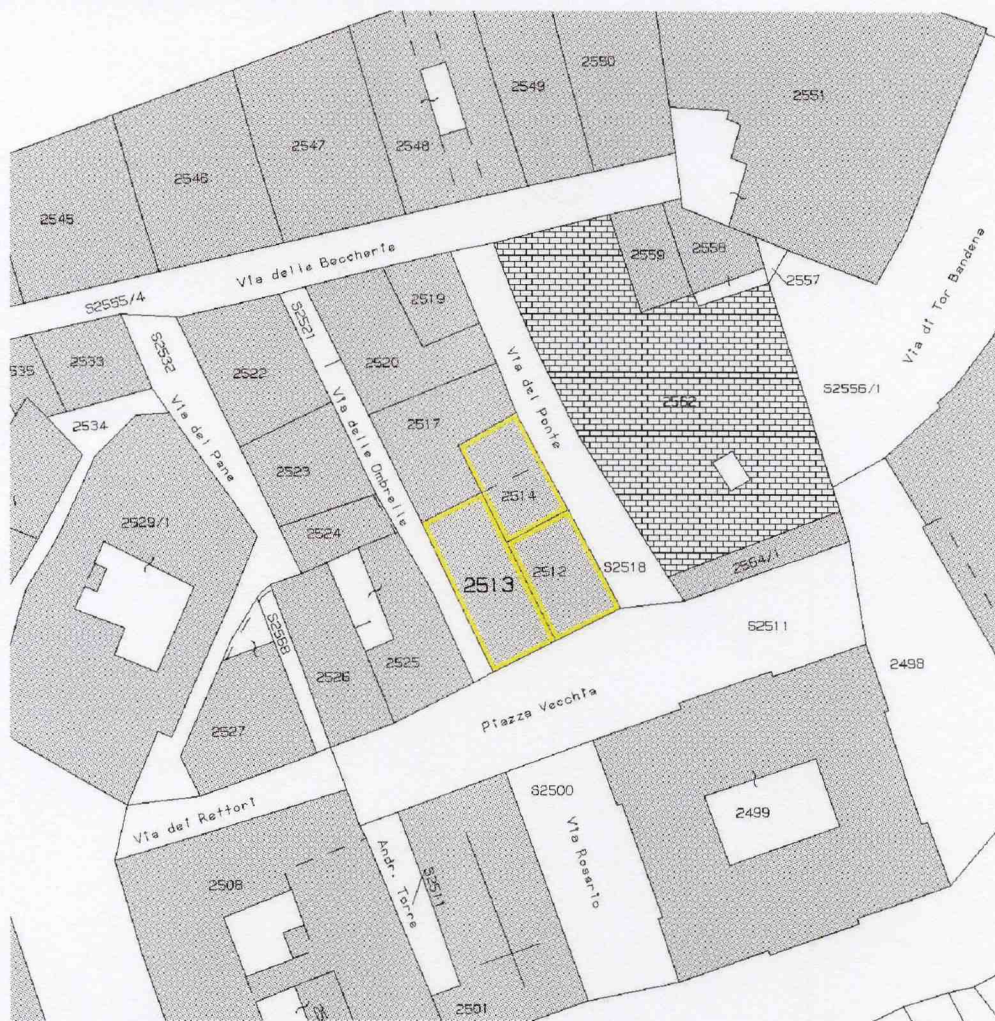 2550
2549
2551
2548
2547
2546
2545
Via delle Beccherie
2558
2559
2557
Via di Tor Bandena
S2555/4
2519
S2521
2533
S2532
2520
2522
Via del Ponte
S2556/1
2562
Via del Pane
2517
Via delle Ombrelle
2534
2523
2514
2529/1
2524
2512
2513
S2518
2564/1
S2511
S2568
2525
2526
2498
Piazza Vecchia
2527
S2500
Via dei Rettori
2499
Via Rosario
Andr. Torre
S2511
2508
2501